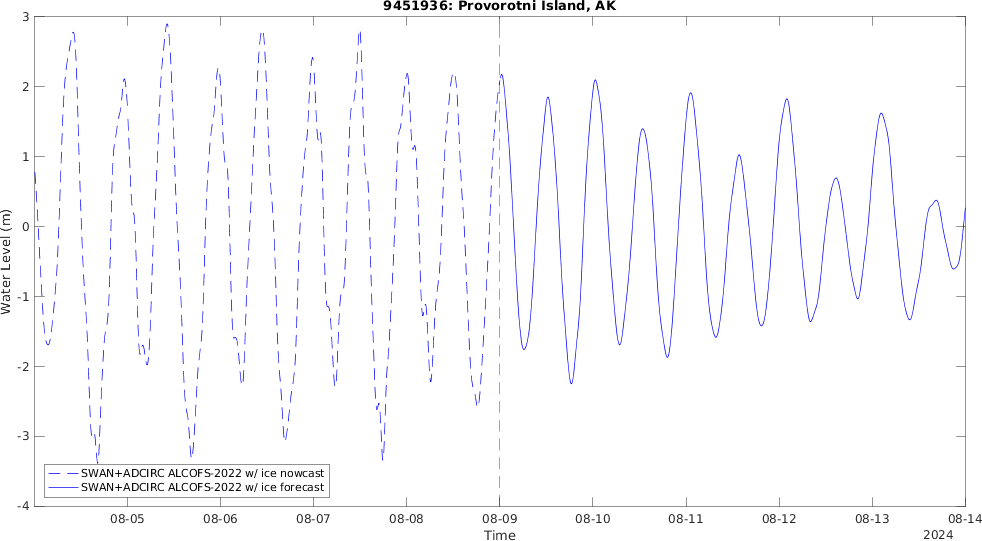 9451936: Provorotni Island, AK
3
2
1
0
-1
-2
-3
-4
Water Level (m)
SWAN+ADCIRC ALCOFS-2022 w/ ice nowcast
SWAN+ADCIRC ALCOFS-2022 w/ ice forecast
08-05 08-06 08-07 08-08 08-09 08-10 08-11 08-12 08-13 08-14
Time
2024